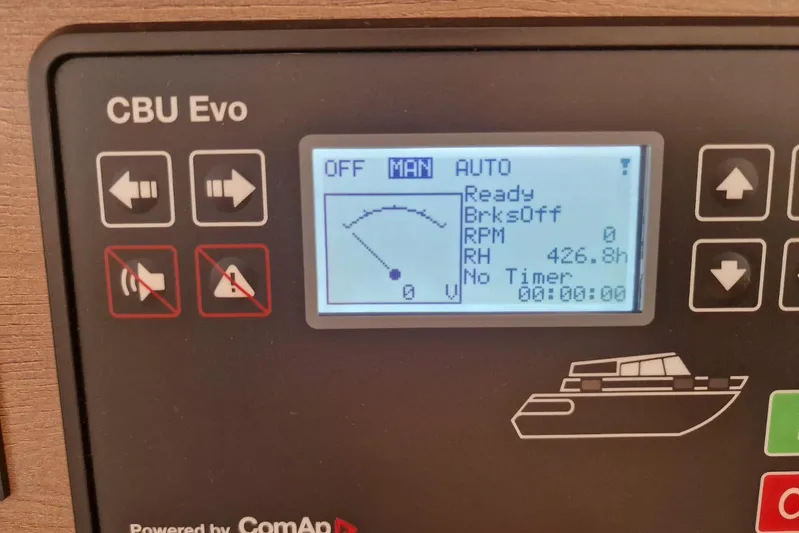 CBU Evo
OFF MAN AUTO
Ready
BrksOff
RPM 0
RH 426.8h
No Timer
00:00:00
0 V
Powered by ComAp